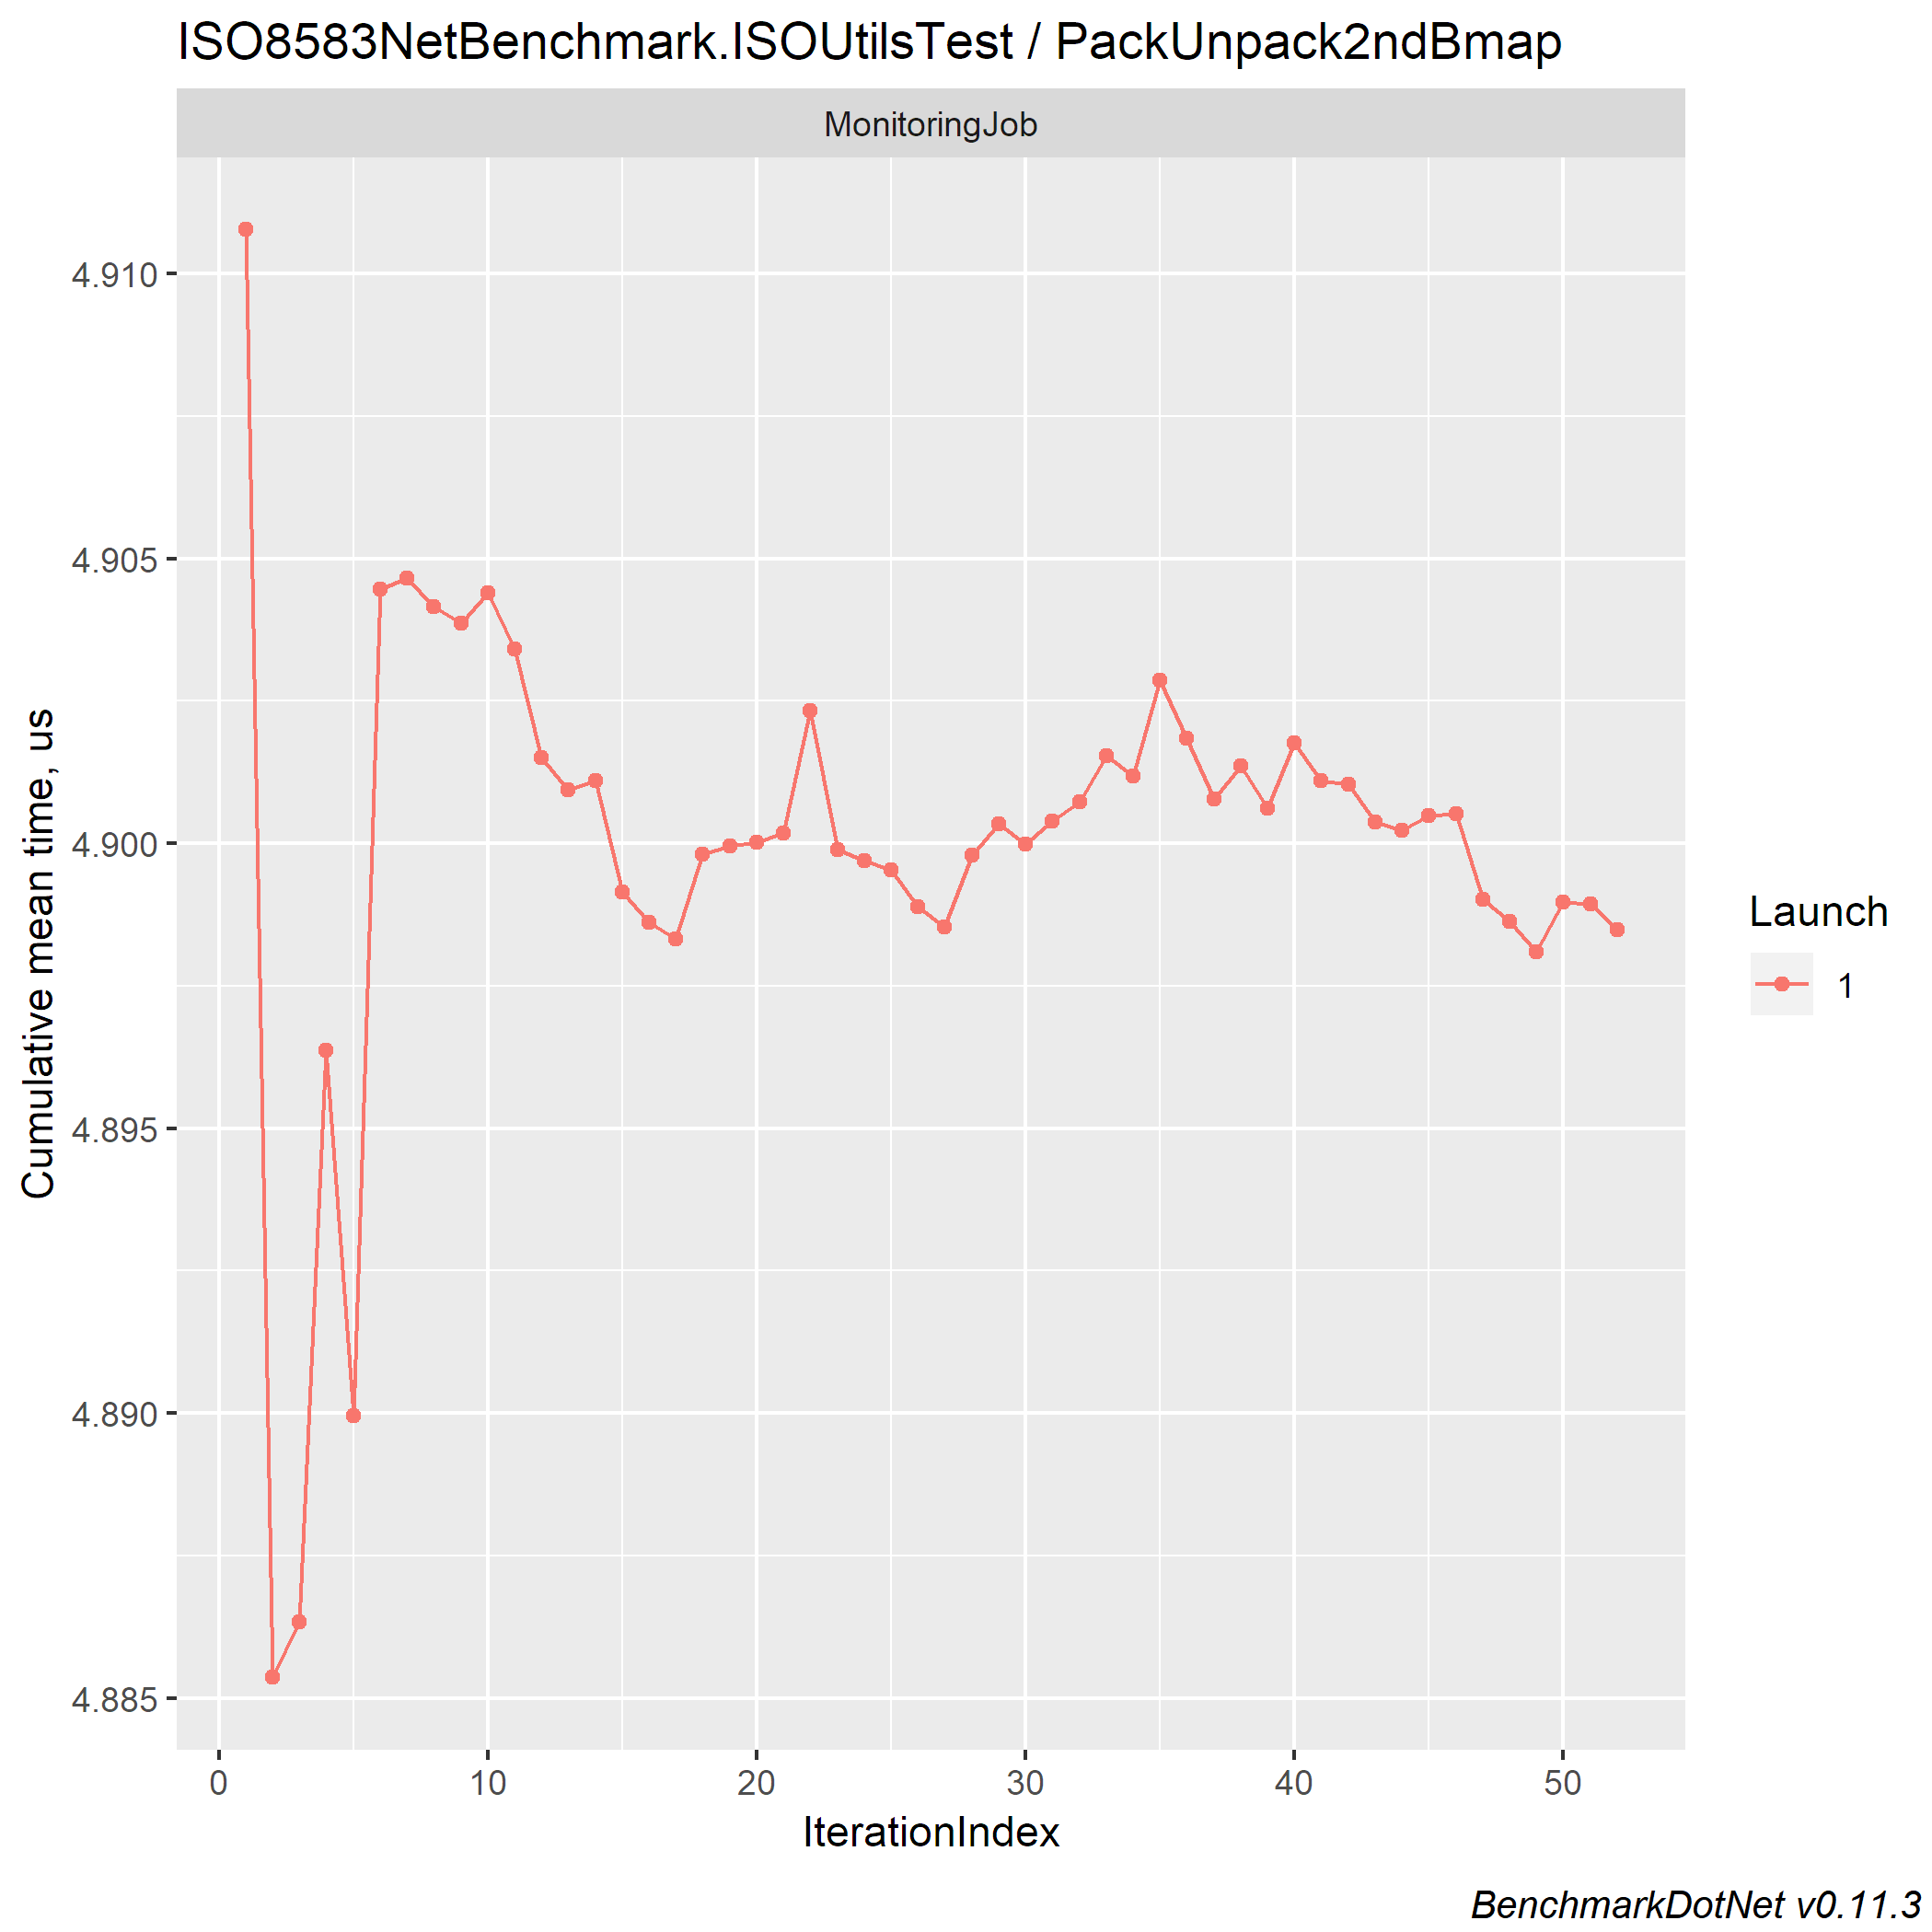 ISO8583NetBenchmark.ISOUtilsTest / PackUnpack2ndBmap
MonitoringJob
Cumulative mean time, us
4.910
4.905
4.900
4.895
4.890
4.885
0 10 20 30 40 50
IterationIndex
Launch
1
BenchmarkDotNet v0.11.3